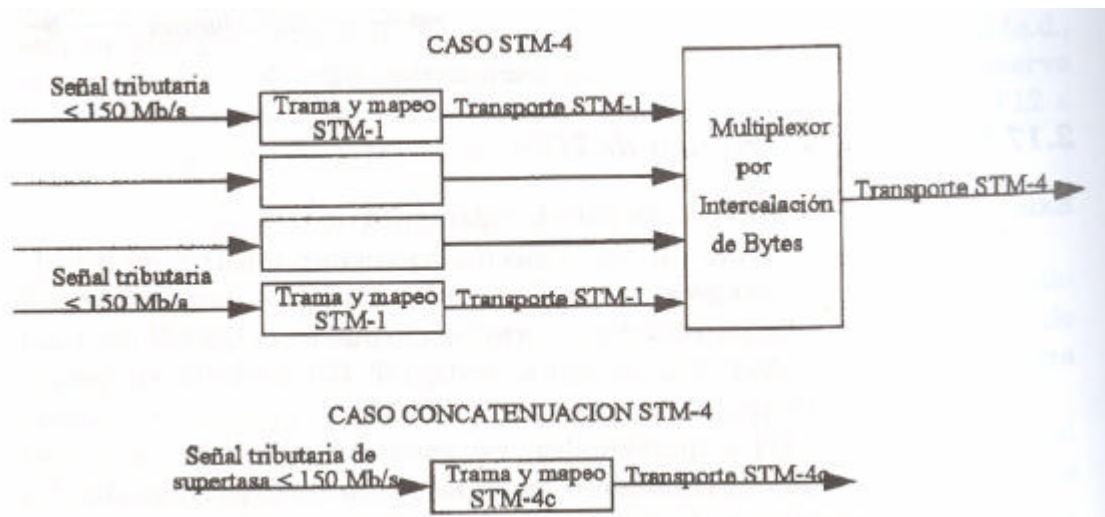 CASO STM-4
Señal tributaria
< 150 Mb/s
Trama y mapeo
STM-1
Transporte STM-1
Multiplexor
por
Intercalación
de Bytes
Transporte STM-4
2.17
Señal tributaria
< 150 Mb/s
Trama y mapeo
STM-1
Transporte STM-1
CASO CONCATENUACION STM-4
Señal tributaria de
supertasa < 150 Mb/s
Trama y mapeo
STM-4c
Transporte STM-4c